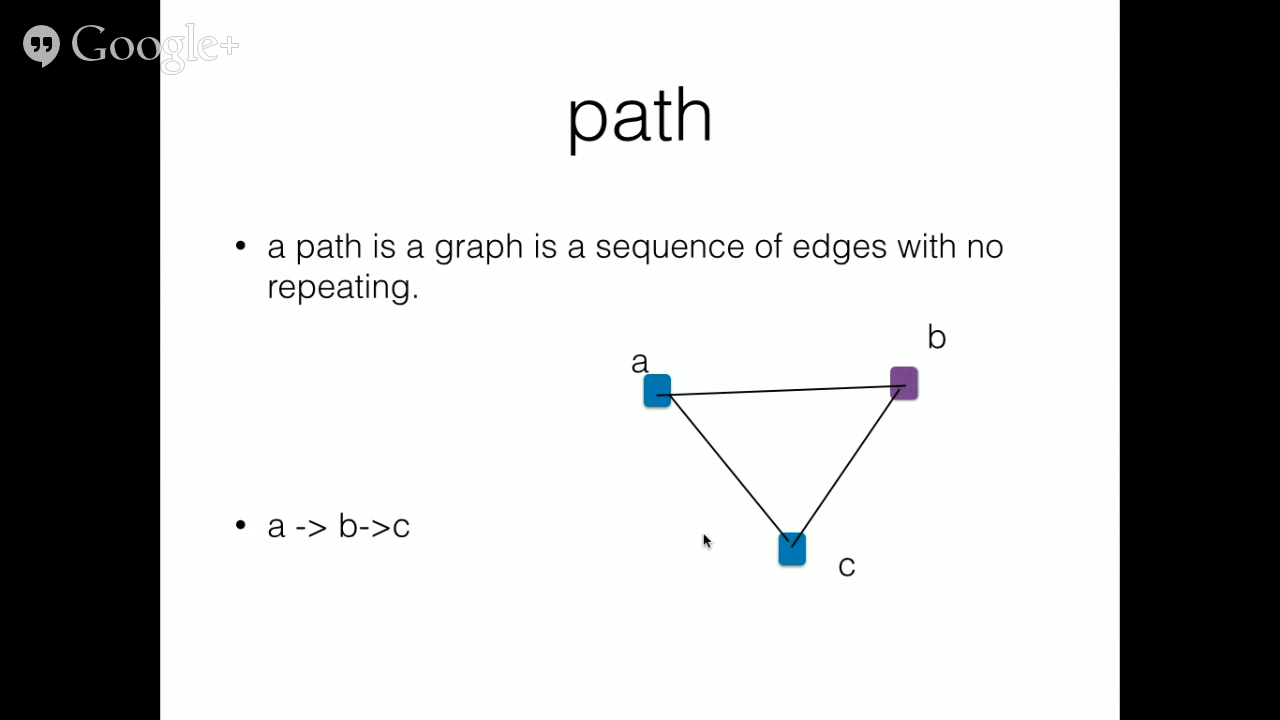 Google+
path
• a path is a graph is a sequence of edges with no
repeating.
a
b
• a -> b->c
c